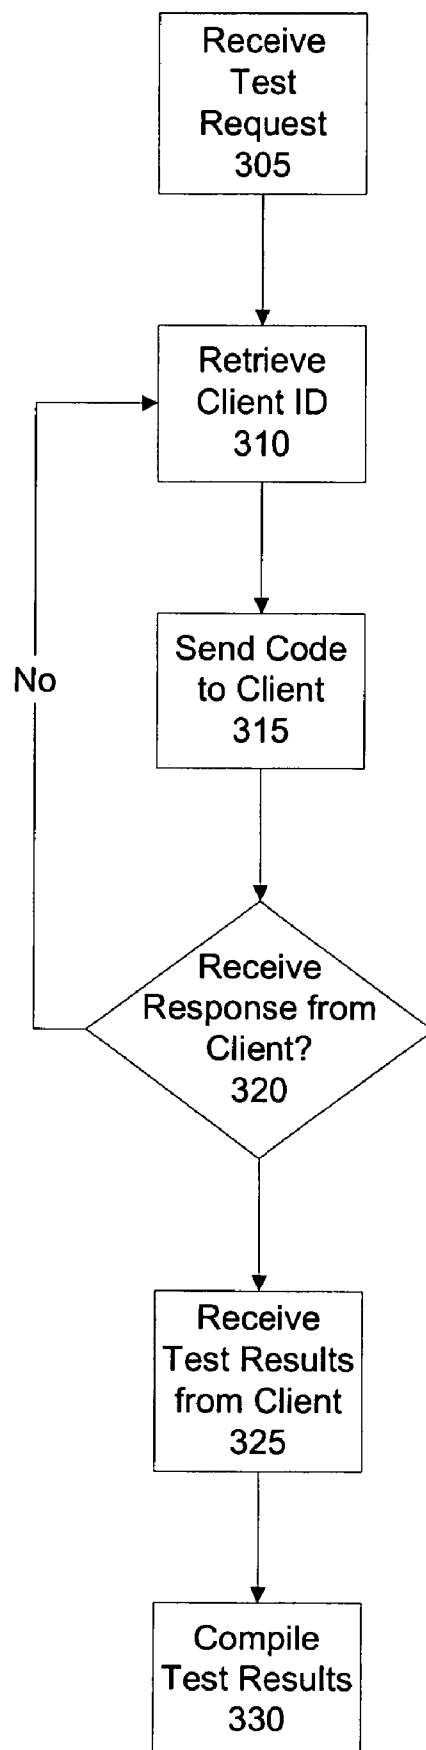 Receive
Test
Request
305
Retrieve
Client ID
310
Send Code
to Client
315
No
Receive
Response from
Client?
320
Receive
Test Results
from Client
325
Compile
Test Results
330